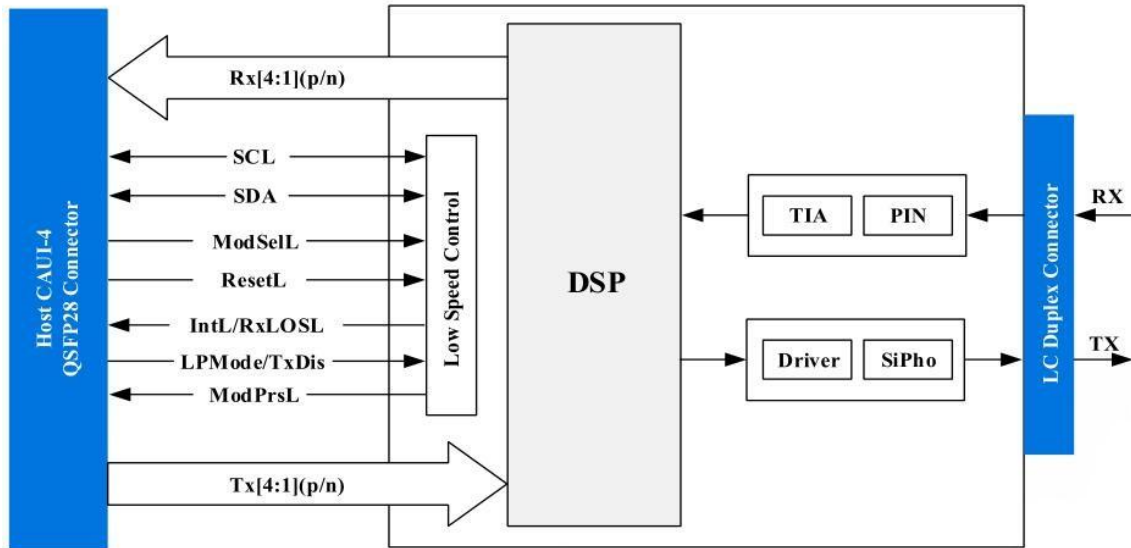 Host CAUI-4
QSFP28 Connector
Rx[4:1](p/n)
SCL
SDA
ModSelL
ResetL
IntL/RxLOSL
LPMode/TxDis
ModPrsL
Tx[4:1](p/n)
Low Speed Control
DSP
TIA
PIN
Driver
SiPho
LC Duplex Connector
RX
TX